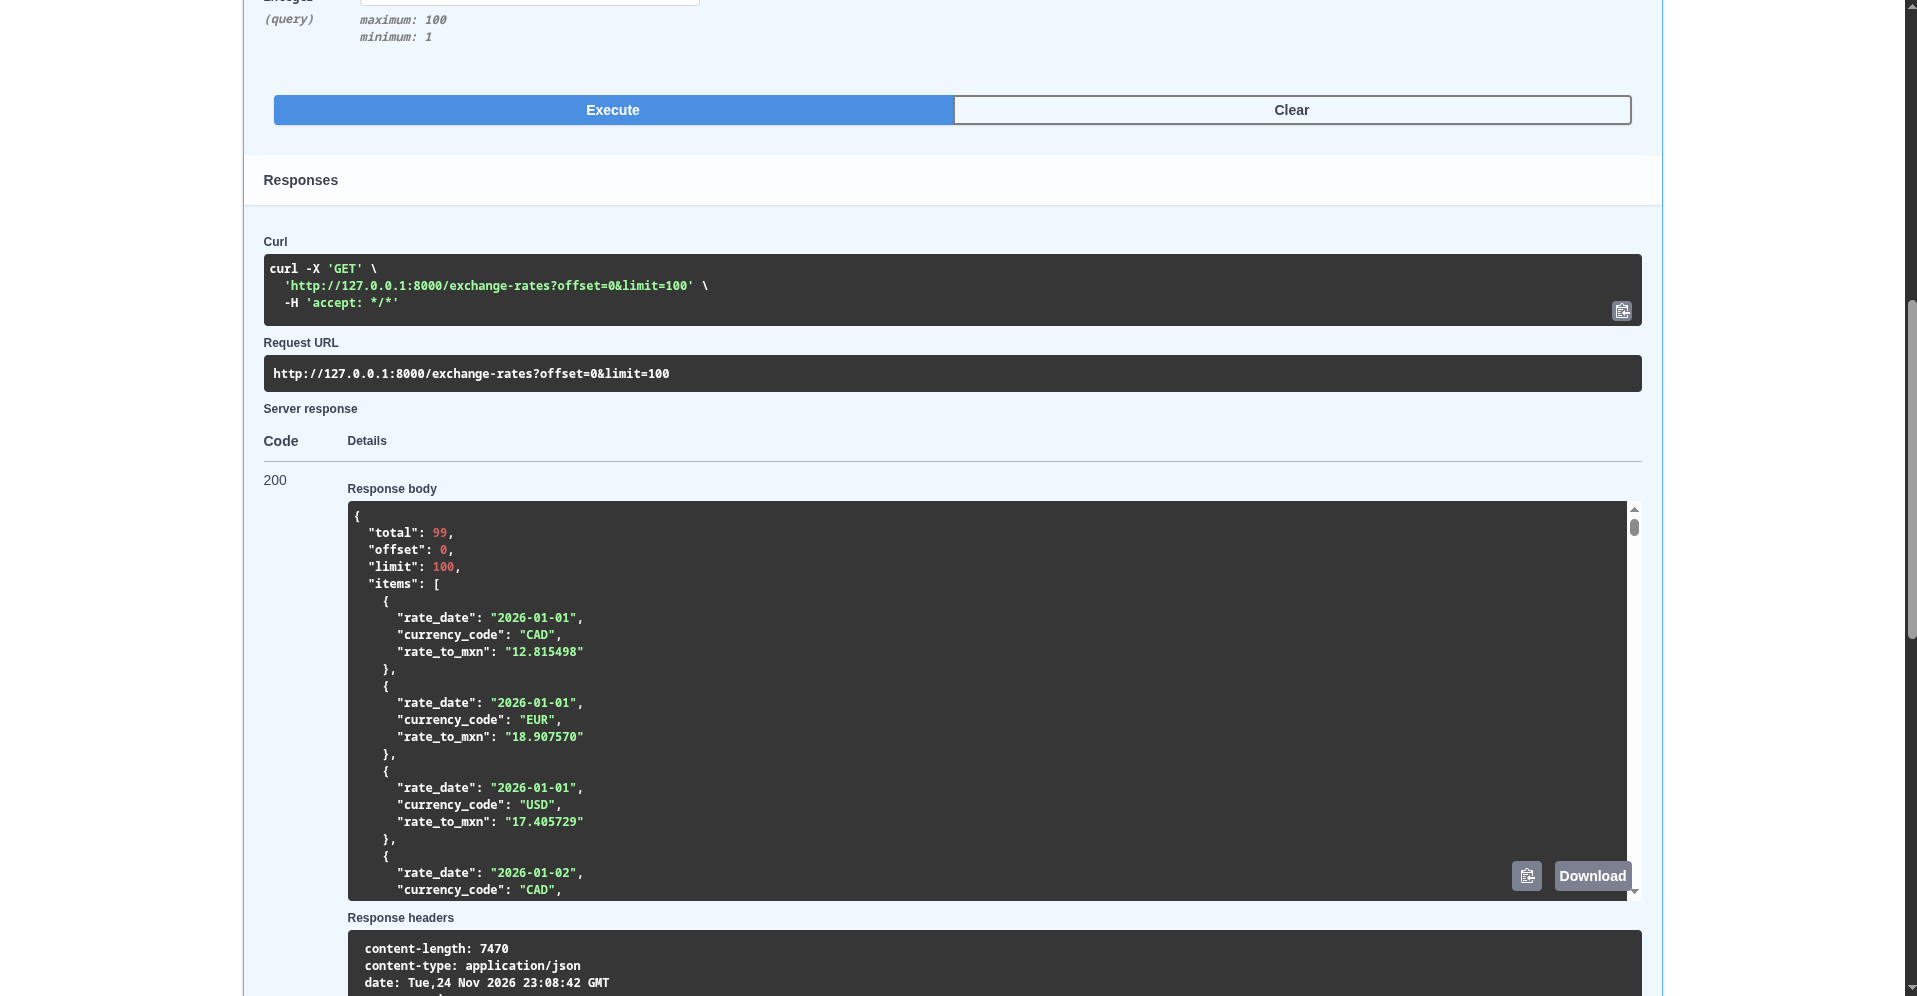 (query)
maximum: 100
minimum: 1
Execute
Clear
Responses
Curl
curl -X 'GET' \
  'http://127.0.0.1:8000/exchange-rates?offset=0&limit=100' \
  -H 'accept: */*'
Request URL
http://127.0.0.1:8000/exchange-rates?offset=0&limit=100
Server response
Code
Details
200
Response body
{
  "total": 99,
  "offset": 0,
  "limit": 100,
  "items": [
    {
      "rate_date": "2026-01-01",
      "currency_code": "CAD",
      "rate_to_mxn": "12.815498"
    },
    {
      "rate_date": "2026-01-01",
      "currency_code": "EUR",
      "rate_to_mxn": "18.907570"
    },
    {
      "rate_date": "2026-01-01",
      "currency_code": "USD",
      "rate_to_mxn": "17.405729"
    },
    {
      "rate_date": "2026-01-02",
      "currency_code": "CAD",
Download
Response headers
content-length: 7470
content-type: application/json
date: Tue,24 Nov 2026 23:08:42 GMT